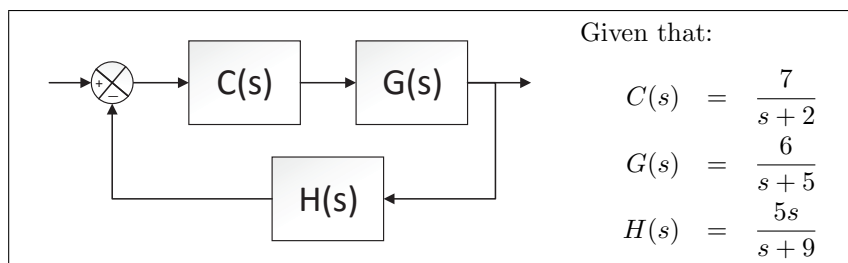 Given that:
+
−
C(s)
G(s)
H(s)
C(s) = 7/(s + 2)
G(s) = 6/(s + 5)
H(s) = 5s/(s + 9)